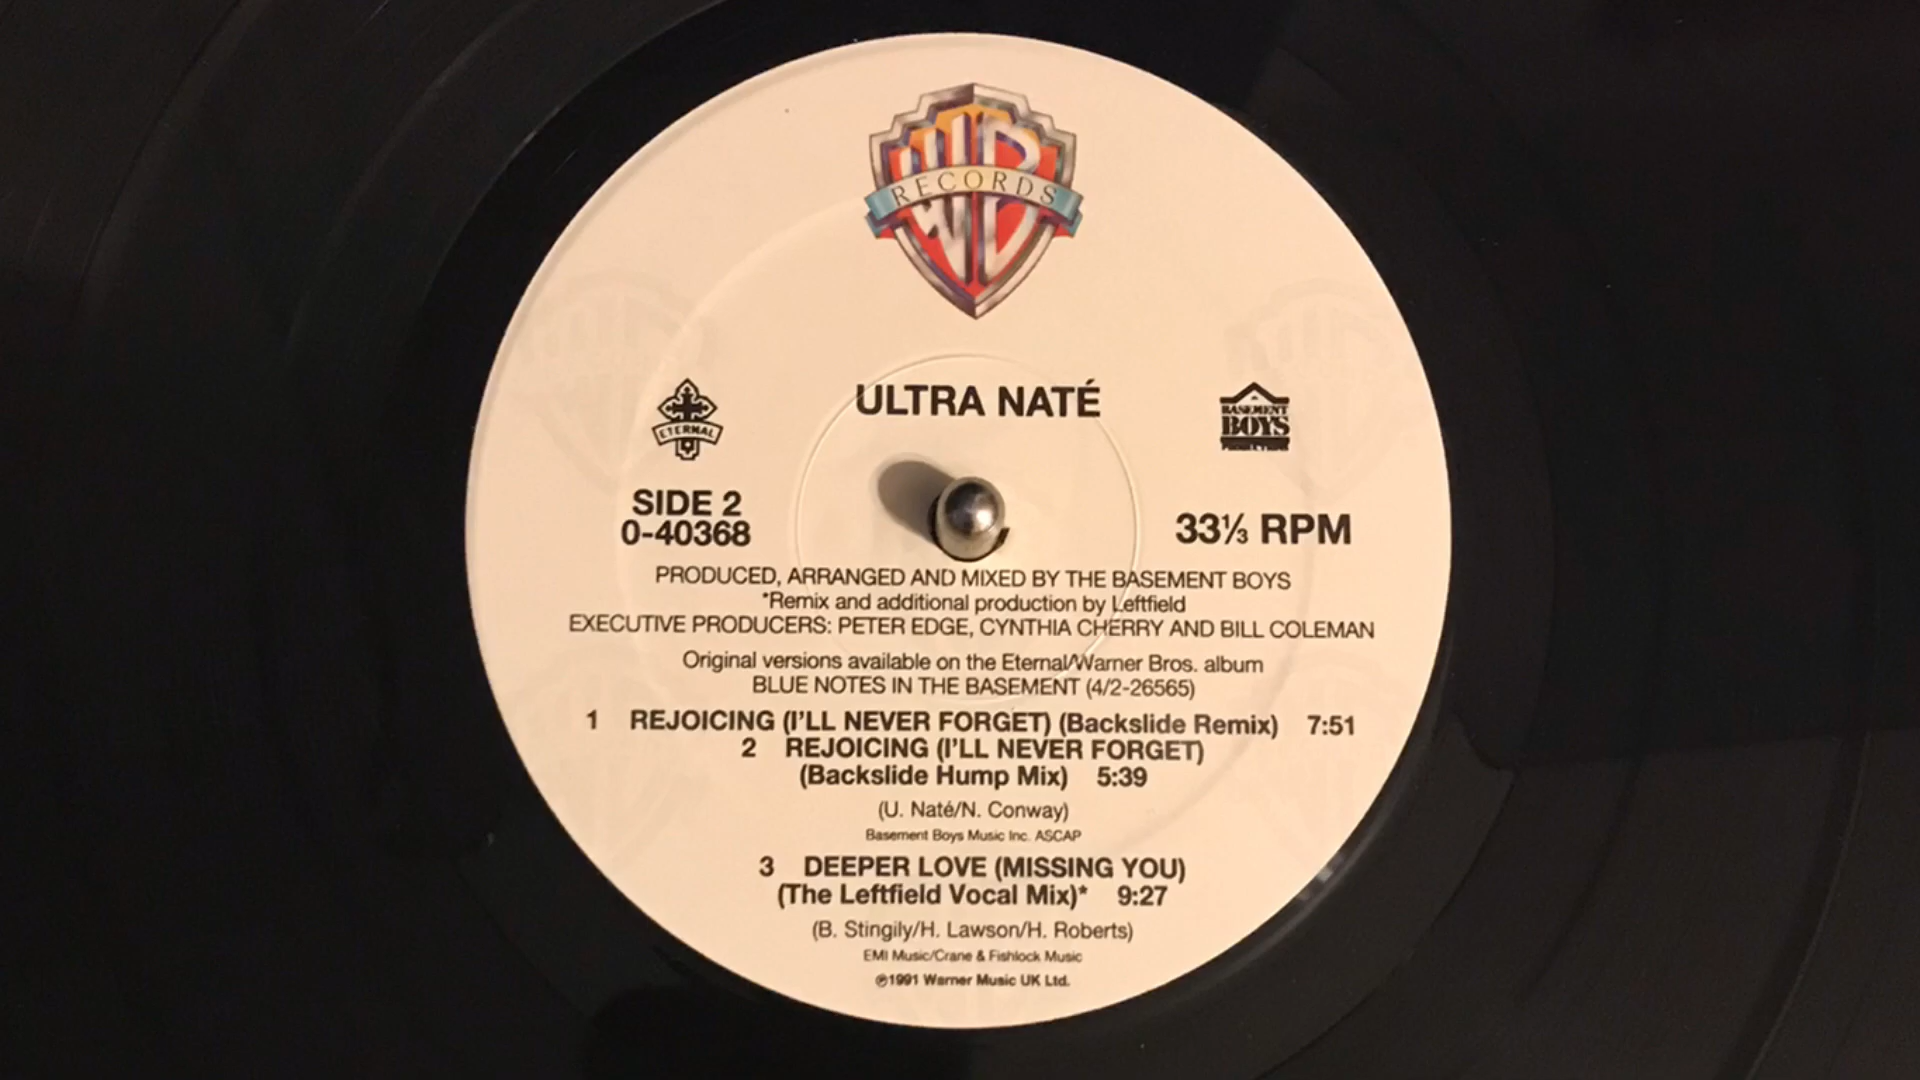 WB
RECORDS
ULTRA NATÉ
ETERNAL
BASEMENT
BOYS
SIDE 2
0-40368
33⅓ RPM
PRODUCED, ARRANGED AND MIXED BY THE BASEMENT BOYS
*Remix and additional production by Leftfield
EXECUTIVE PRODUCERS: PETER EDGE, CYNTHIA CHERRY AND BILL COLEMAN
Original versions available on the Eternal/Warner Bros. album
BLUE NOTES IN THE BASEMENT (4/2-26565)
1 REJOICING (I'LL NEVER FORGET) (Backslide Remix) 7:51
2 REJOICING (I'LL NEVER FORGET)
(Backslide Hump Mix) 5:39
(U. Naté/N. Conway)
Basement Boys Music Inc. ASCAP
3 DEEPER LOVE (MISSING YOU)
(The Leftfield Vocal Mix)* 9:27
(B. Stingily/H. Lawson/H. Roberts)
EMI Music/Crane & Fishlock Music
℗1991 Warner Music UK Ltd.